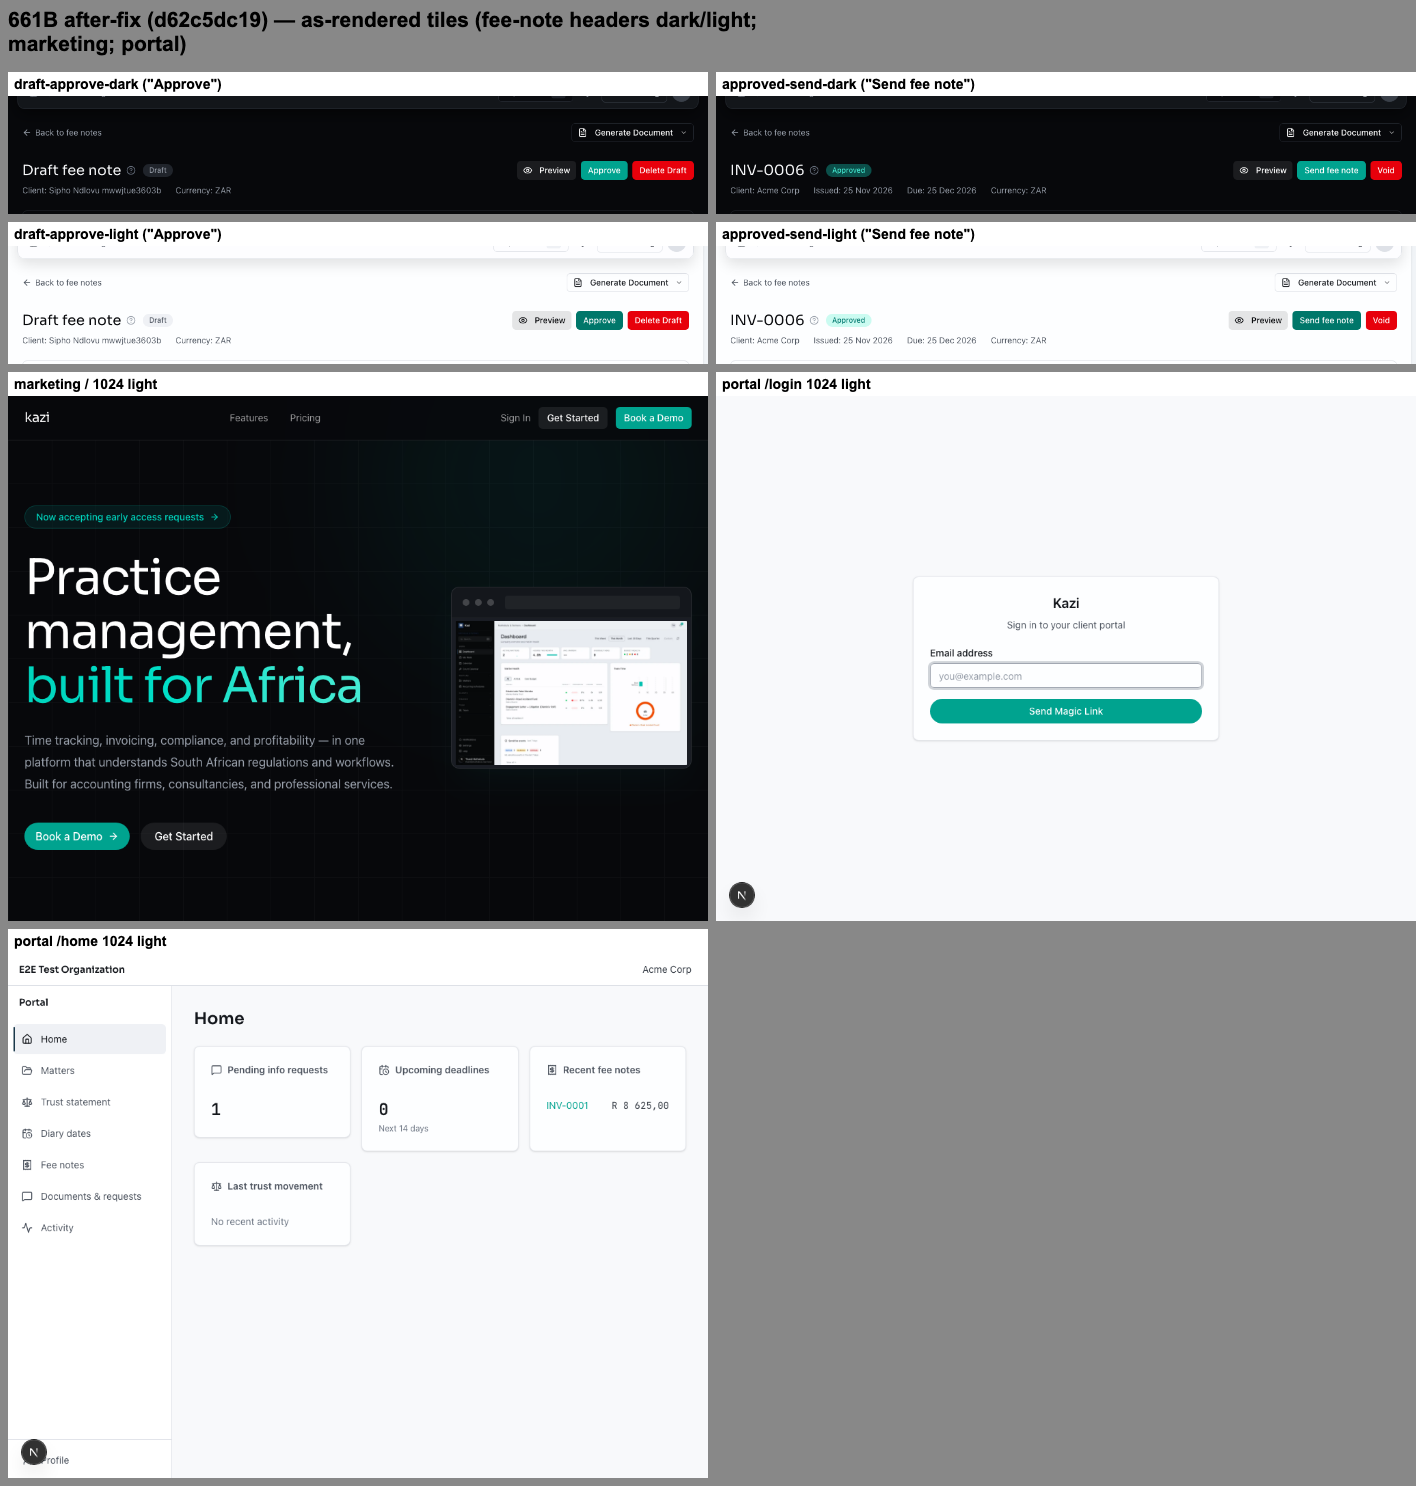 661B after-fix (d62c5dc19) — as-rendered tiles (fee-note headers dark/light;
marketing; portal)
draft-approve-dark ("Approve")
Back to fee notes
Generate Document
Draft fee note
Draft
Preview
Approve
Delete Draft
Client: Sipho Ndlovu mwwjtue3603b
Currency: ZAR
approved-send-dark ("Send fee note")
Back to fee notes
Generate Document
INV-0006
Approved
Preview
Send fee note
Void
Client: Acme Corp
Issued: 25 Nov 2026
Due: 25 Dec 2026
Currency: ZAR
draft-approve-light ("Approve")
Back to fee notes
Generate Document
Draft fee note
Draft
Preview
Approve
Delete Draft
Client: Sipho Ndlovu mwwjtue3603b
Currency: ZAR
approved-send-light ("Send fee note")
Back to fee notes
Generate Document
INV-0006
Approved
Preview
Send fee note
Void
Client: Acme Corp
Issued: 25 Nov 2026
Due: 25 Dec 2026
Currency: ZAR
marketing / 1024 light
kazi
Features
Pricing
Sign In
Get Started
Book a Demo
Now accepting early access requests
Practice
management,
built for Africa
Time tracking, invoicing, compliance, and profitability — in one
platform that understands South African regulations and workflows.
Built for accounting firms, consultancies, and professional services.
Book a Demo
Get Started
Dashboard
portal /login 1024 light
Kazi
Sign in to your client portal
Email address
you@example.com
Send Magic Link
N
portal /home 1024 light
E2E Test Organization
Acme Corp
Portal
Home
Matters
Trust statement
Diary dates
Fee notes
Documents & requests
Activity
N
rofile
Home
Pending info requests
1
Upcoming deadlines
0
Next 14 days
Recent fee notes
INV-0001
R 8 625,00
Last trust movement
No recent activity